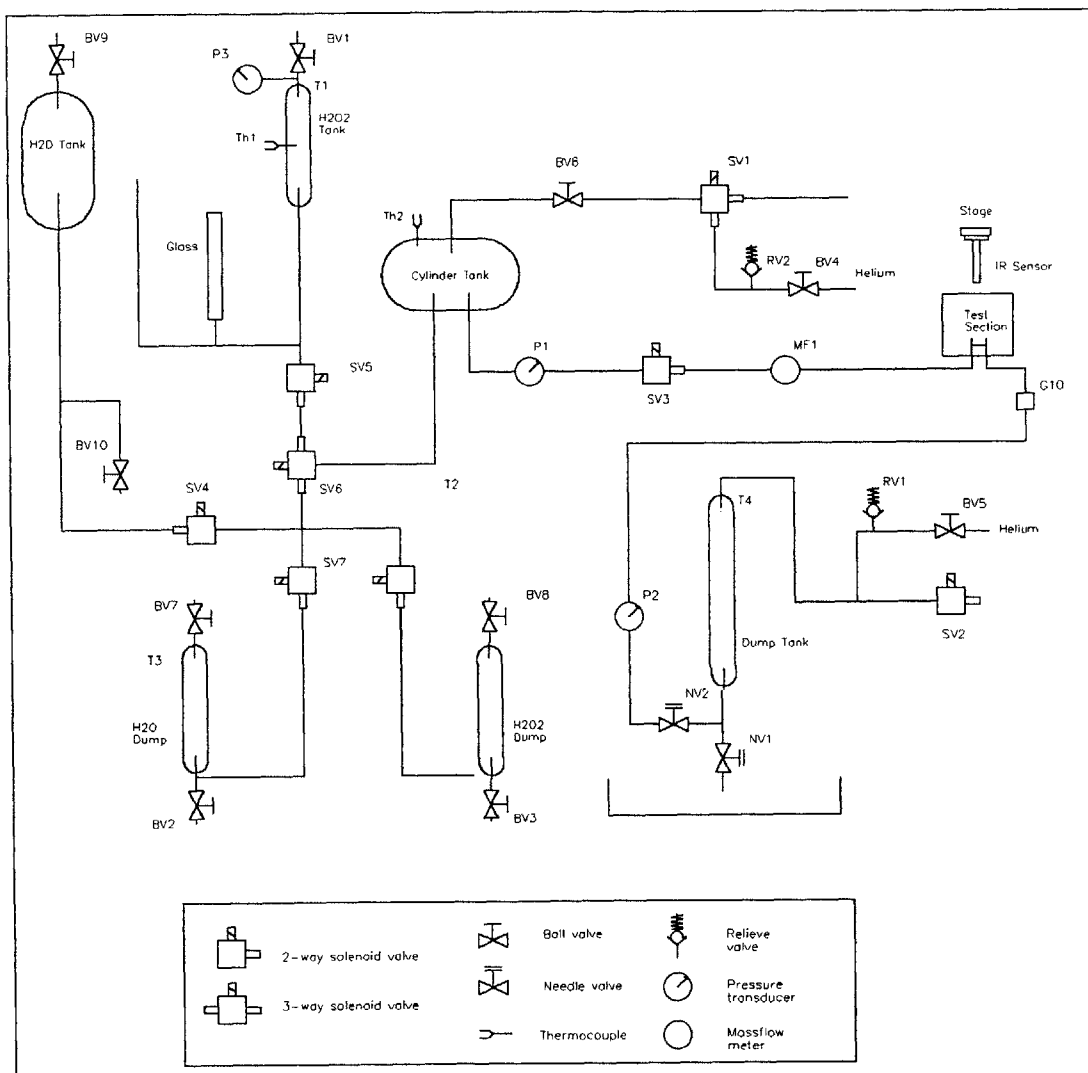 BV9
BV1
P3
T1
H2O2
Tank
H2O Tank
Th1
BV6
SV1
Th2
Glass
Stage
Cylinder Tank
RV2
BV4
Helium
IR Sensor
Test
Section
P1
MF1
SV5
SV3
G10
BV10
SV6
T2
SV4
T4
RV1
BV5
Helium
SV7
BV7
BV8
P2
SV2
T3
Dump Tank
H2O
Dump
H2O2
Dump
NV2
NV1
BV2
BV3
2-way solenoid valve
3-way solenoid valve
Ball valve
Needle valve
Thermocouple
Relieve
valve
Pressure
transducer
Massflow
meter